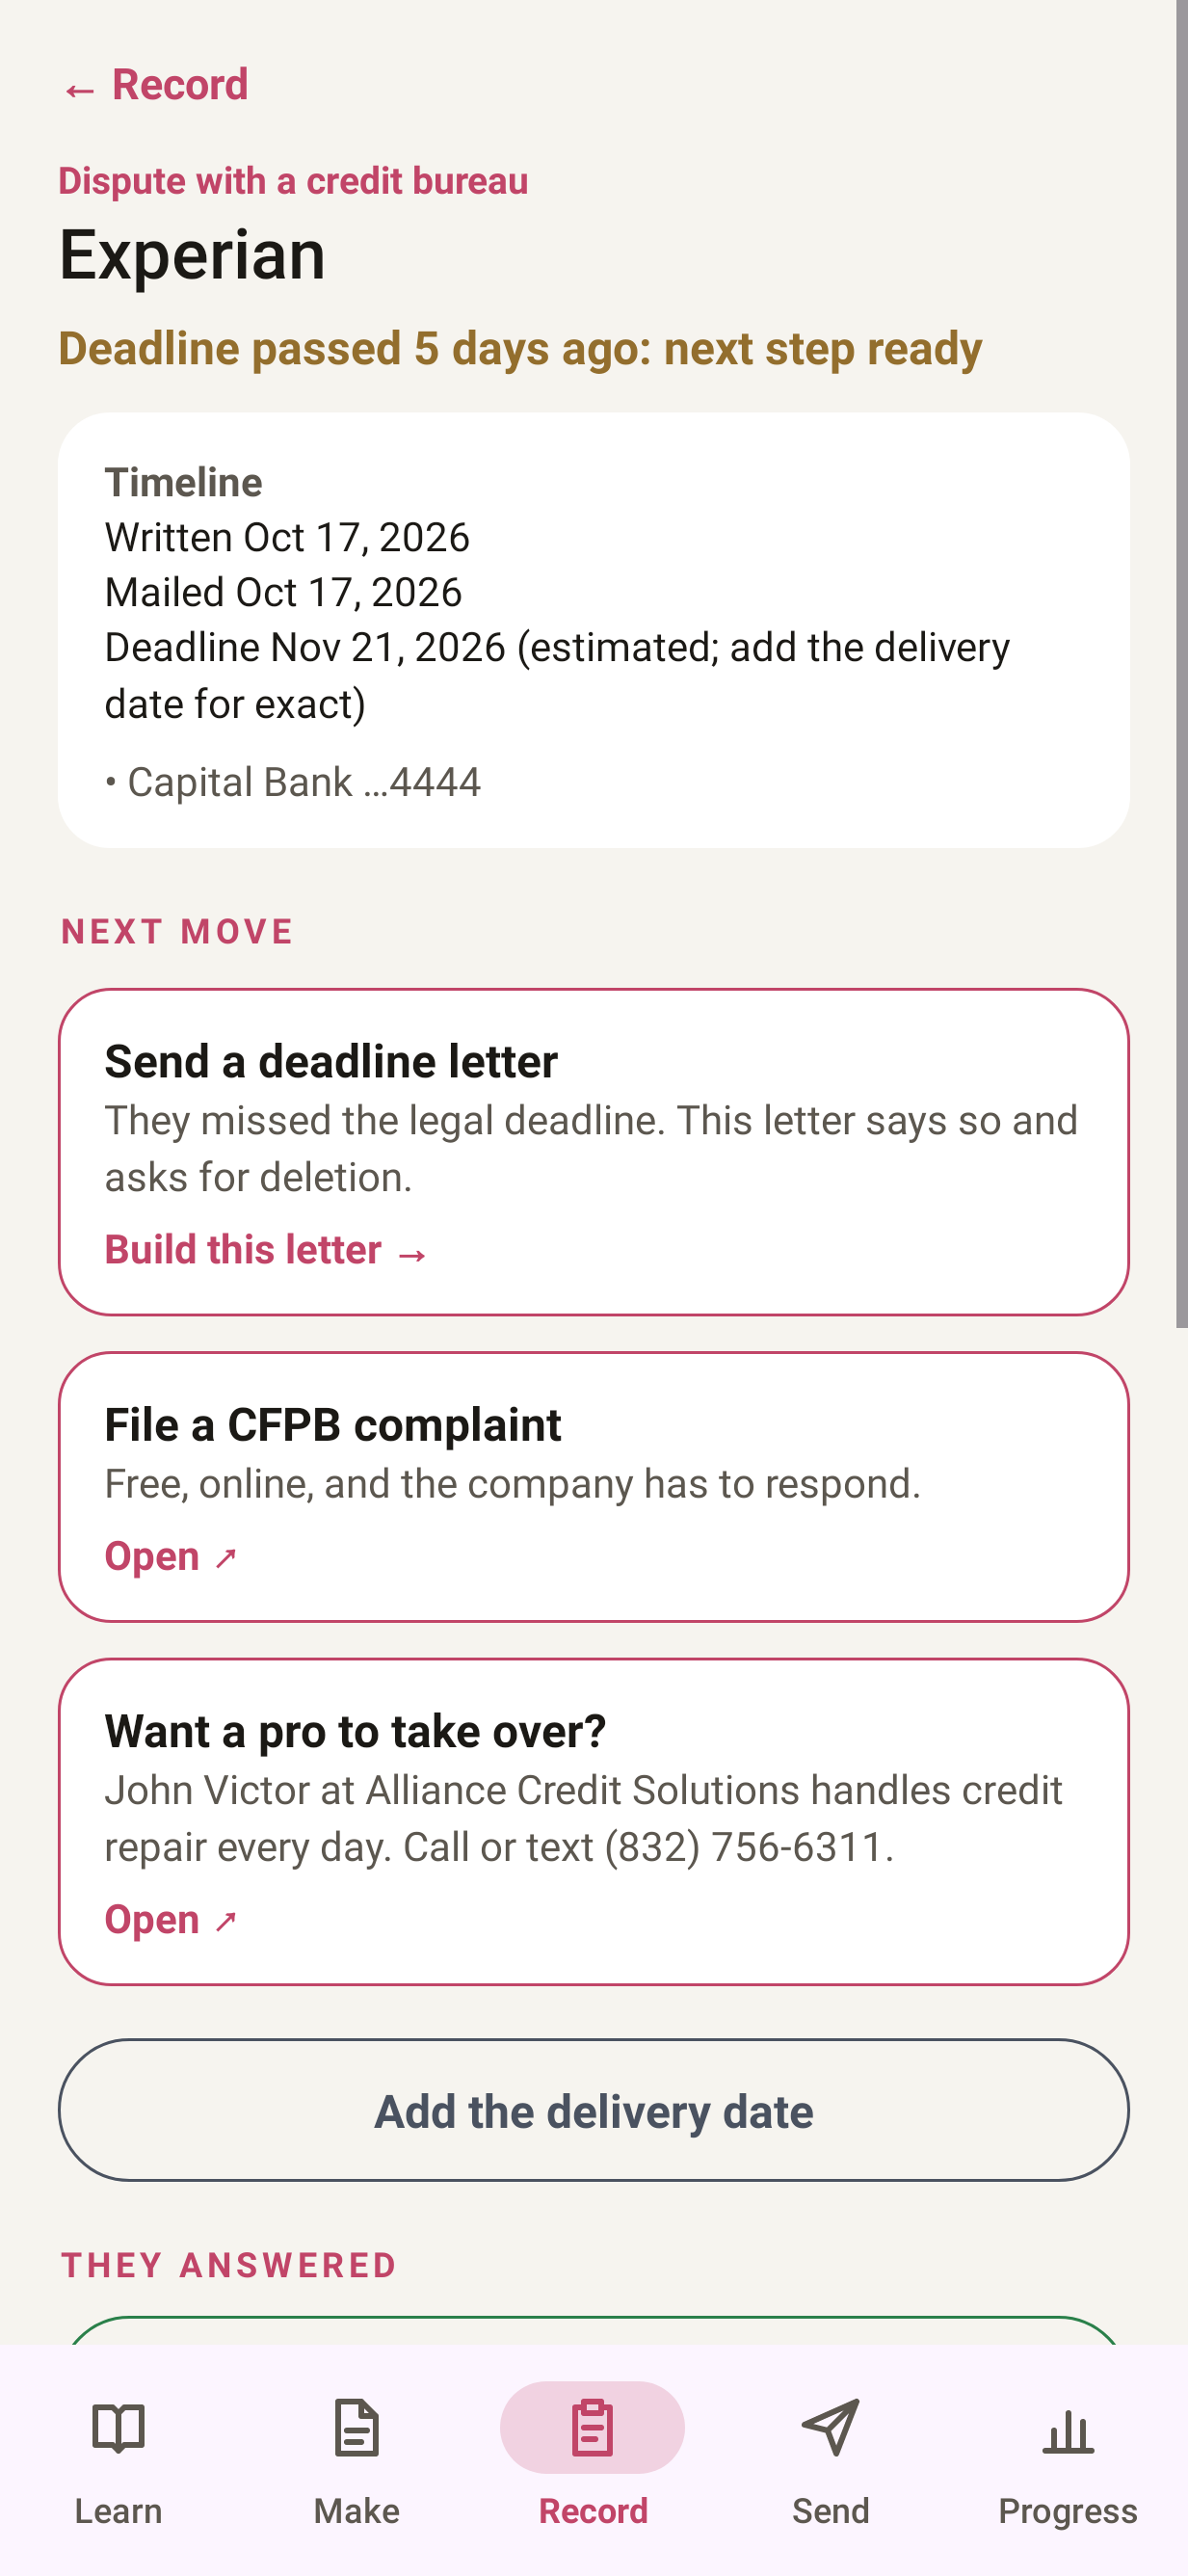 ← Record
Dispute with a credit bureau
Experian
Deadline passed 5 days ago: next step ready
Timeline
Written Oct 17, 2026
Mailed Oct 17, 2026
Deadline Nov 21, 2026 (estimated; add the delivery
date for exact)
• Capital Bank …4444
NEXT MOVE
Send a deadline letter
They missed the legal deadline. This letter says so and
asks for deletion.
Build this letter →
File a CFPB complaint
Free, online, and the company has to respond.
Open ↗
Want a pro to take over?
John Victor at Alliance Credit Solutions handles credit
repair every day. Call or text (832) 756-6311.
Open ↗
Add the delivery date
THEY ANSWERED
Learn Make Record Send Progress